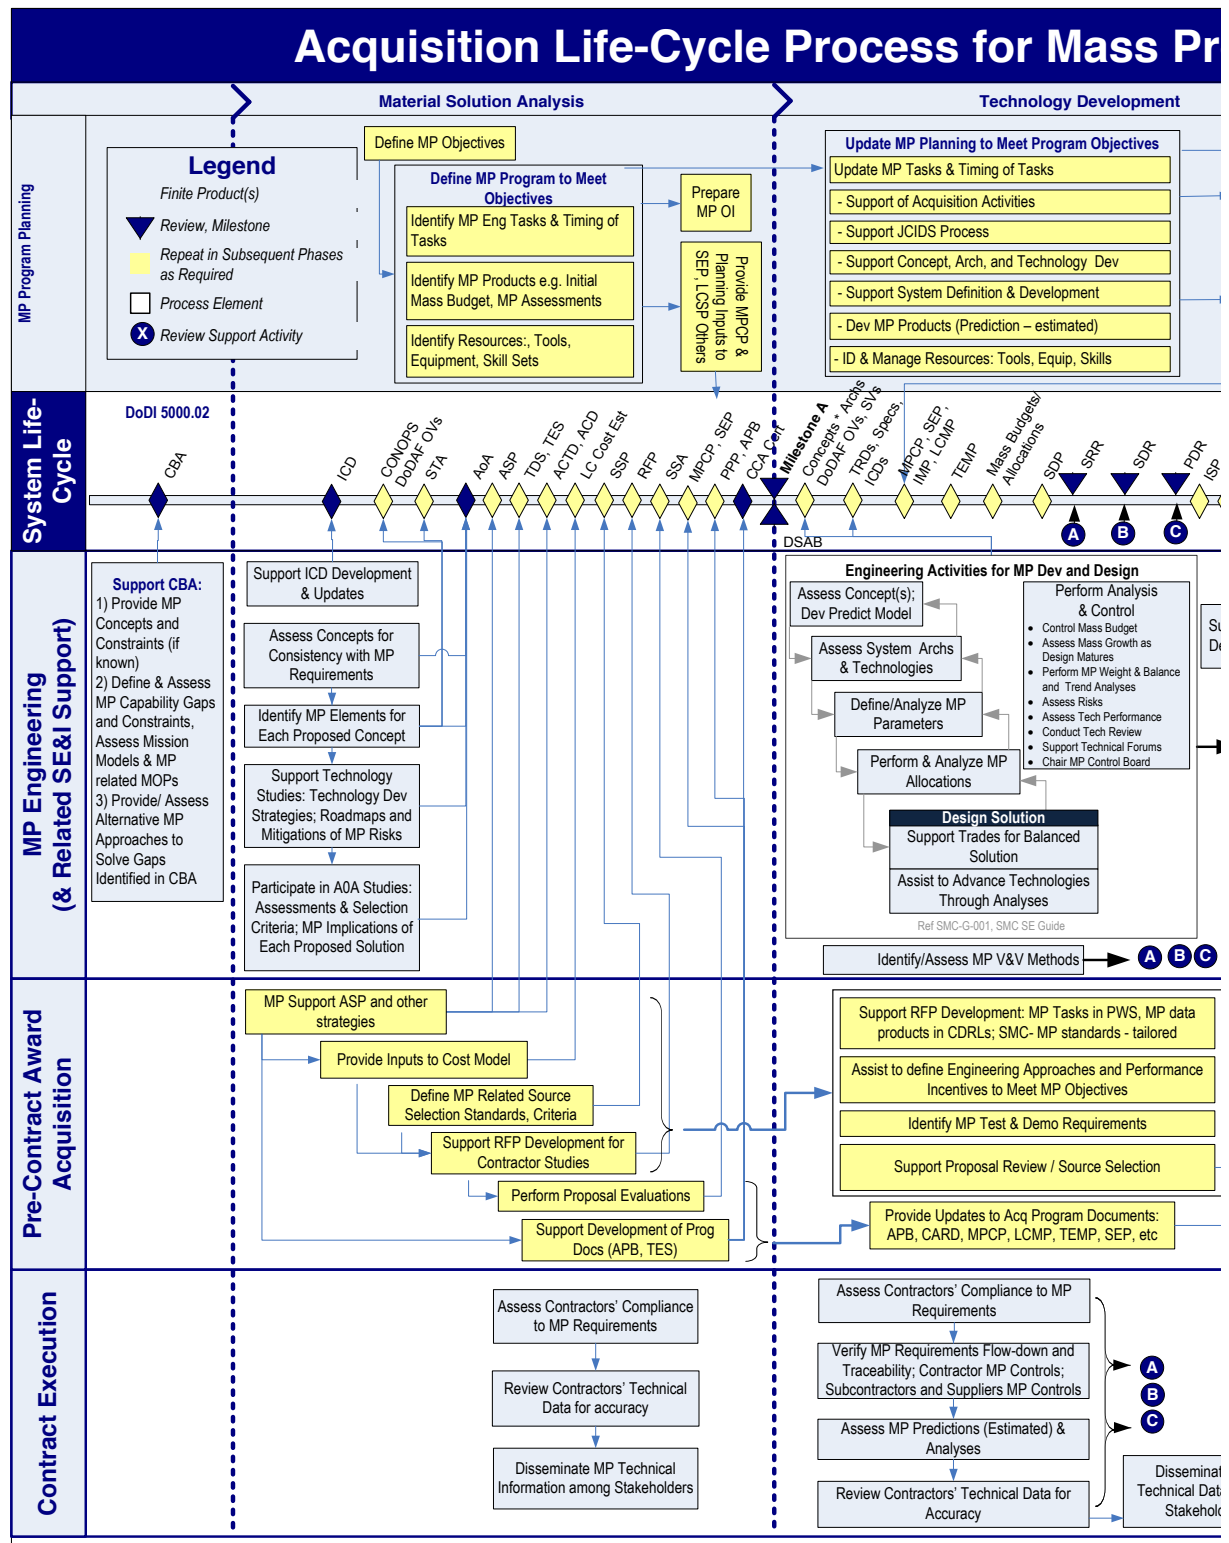 Acquisition Life-Cycle Process for Mass Pr
Material Solution Analysis
Technology Development
MP Program Planning
Legend
Finite Product(s)
Review, Milestone
Repeat in Subsequent Phases
as Required
Process Element
X
Review Support Activity
Define MP Objectives
Define MP Program to Meet
Objectives
Identify MP Eng Tasks & Timing of
Tasks
Identify MP Products e.g. Initial
Mass Budget, MP Assessments
Identify Resources:, Tools,
Equipment, Skill Sets
Prepare
MP OI
Provide MPCP &
Planning Inputs to
SEP, LCSP Others
Update MP Planning to Meet Program Objectives
Update MP Tasks & Timing of Tasks
- Support of Acquisition Activities
- Support JCIDS Process
- Support Concept, Arch, and Technology Dev
- Support System Definition & Development
- Dev MP Products (Prediction – estimated)
- ID & Manage Resources: Tools, Equip, Skills
System Life-
Cycle
DoDI 5000.02
CBA
ICD
CONOPS
DoDAF OVs
STA
AoA
ASP
TDS, TES
ACTD, ACD
LC Cost Est
SSP
RFP
SSA
MPCP, SEP
PPP, APB
CCA Cert
Milestone A
Concepts * Archs
DoDAF OVs, SVs
TRDs, Specs,
ICDs
MPCP, SEP,
IMP, LCMP
TEMP
Mass Budgets/
Allocations
SDP
SRR
SDR
PDR
ISP
A
B
C
DSAB
MP Engineering
(& Related SE&I Support)
Support CBA:
1) Provide MP
Concepts and
Constraints (if
known)
2) Define & Assess
MP Capability Gaps
and Constraints,
Assess Mission
Models & MP
related MOPs
3) Provide/ Assess
Alternative MP
Approaches to
Solve Gaps
Identified in CBA
Support ICD Development
& Updates
Assess Concepts for
Consistency with MP
Requirements
Identify MP Elements for
Each Proposed Concept
Support Technology
Studies: Technology Dev
Strategies; Roadmaps and
Mitigations of MP Risks
Participate in A0A Studies:
Assessments & Selection
Criteria; MP Implications of
Each Proposed Solution
Engineering Activities for MP Dev and Design
Assess Concept(s);
Dev Predict Model
Assess System Archs
& Technologies
Define/Analyze MP
Parameters
Perform & Analyze MP
Allocations
Design Solution
Support Trades for Balanced
Solution
Assist to Advance Technologies
Through Analyses
Perform Analysis
& Control
• Control Mass Budget
• Assess Mass Growth as
Design Matures
• Perform MP Weight & Balance
and Trend Analyses
• Assess Risks
• Assess Tech Performance
• Conduct Tech Review
• Support Technical Forums
• Chair MP Control Board
Ref SMC-G-001, SMC SE Guide
Su
De
Identify/Assess MP V&V Methods
A
B
C
Pre-Contract Award
Acquisition
MP Support ASP and other
strategies
Provide Inputs to Cost Model
Define MP Related Source
Selection Standards, Criteria
Support RFP Development for
Contractor Studies
Perform Proposal Evaluations
Support Development of Prog
Docs (APB, TES)
Support RFP Development: MP Tasks in PWS, MP data
products in CDRLs; SMC- MP standards - tailored
Assist to define Engineering Approaches and Performance
Incentives to Meet MP Objectives
Identify MP Test & Demo Requirements
Support Proposal Review / Source Selection
Provide Updates to Acq Program Documents:
APB, CARD, MPCP, LCMP, TEMP, SEP, etc
Contract Execution
Assess Contractors' Compliance
to MP Requirements
Review Contractors' Technical
Data for accuracy
Disseminate MP Technical
Information among Stakeholders
Assess Contractors' Compliance to MP
Requirements
Verify MP Requirements Flow-down and
Traceability; Contractor MP Controls;
Subcontractors and Suppliers MP Controls
Assess MP Predictions (Estimated) &
Analyses
Review Contractors' Technical Data for
Accuracy
A
B
C
Disseminat
Technical Dat
Stakehol